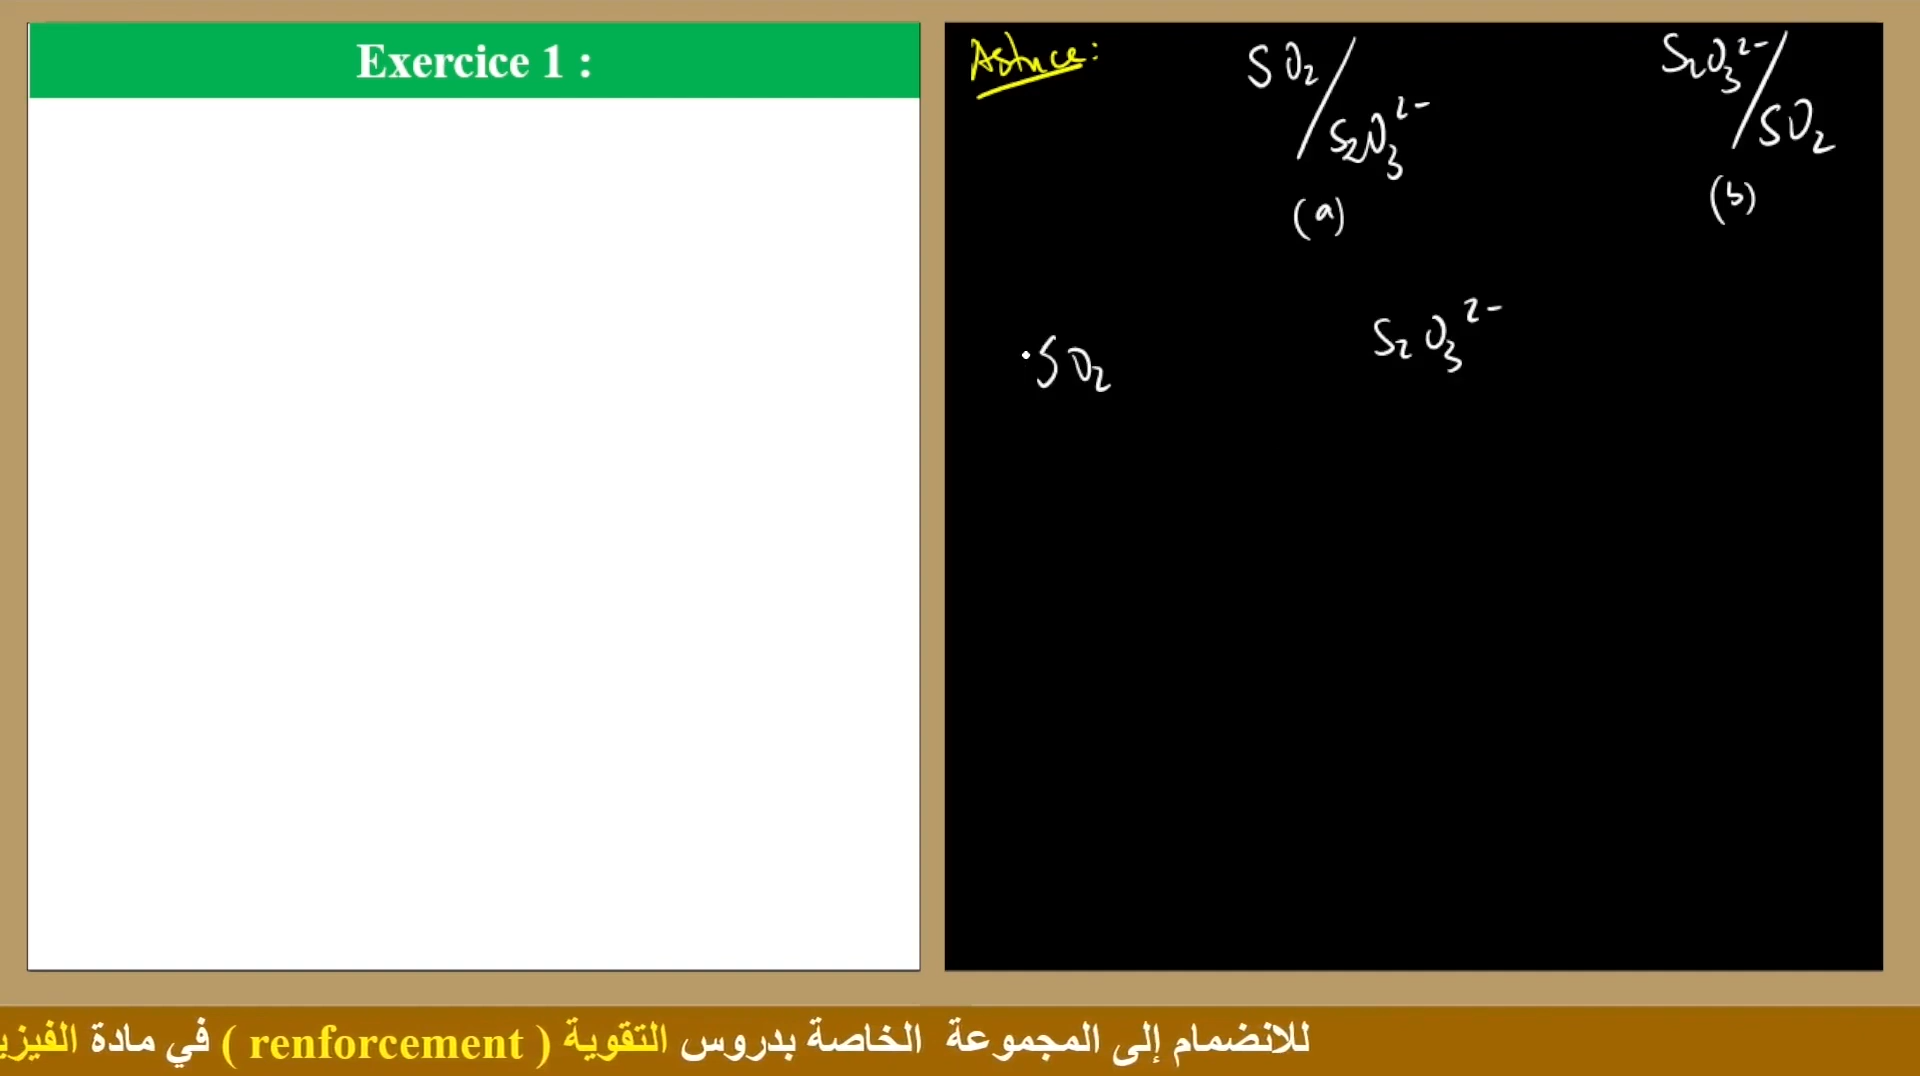 Exercice 1 :
Astuce:
SO₂/S₂O₃²⁻
(a)
S₂O₃²⁻/SO₂
(b)
SO₂
S₂O₃²⁻
للانضمام إلى المجموعة الخاصة بدروس التقوية ( renforcement ) في مادة